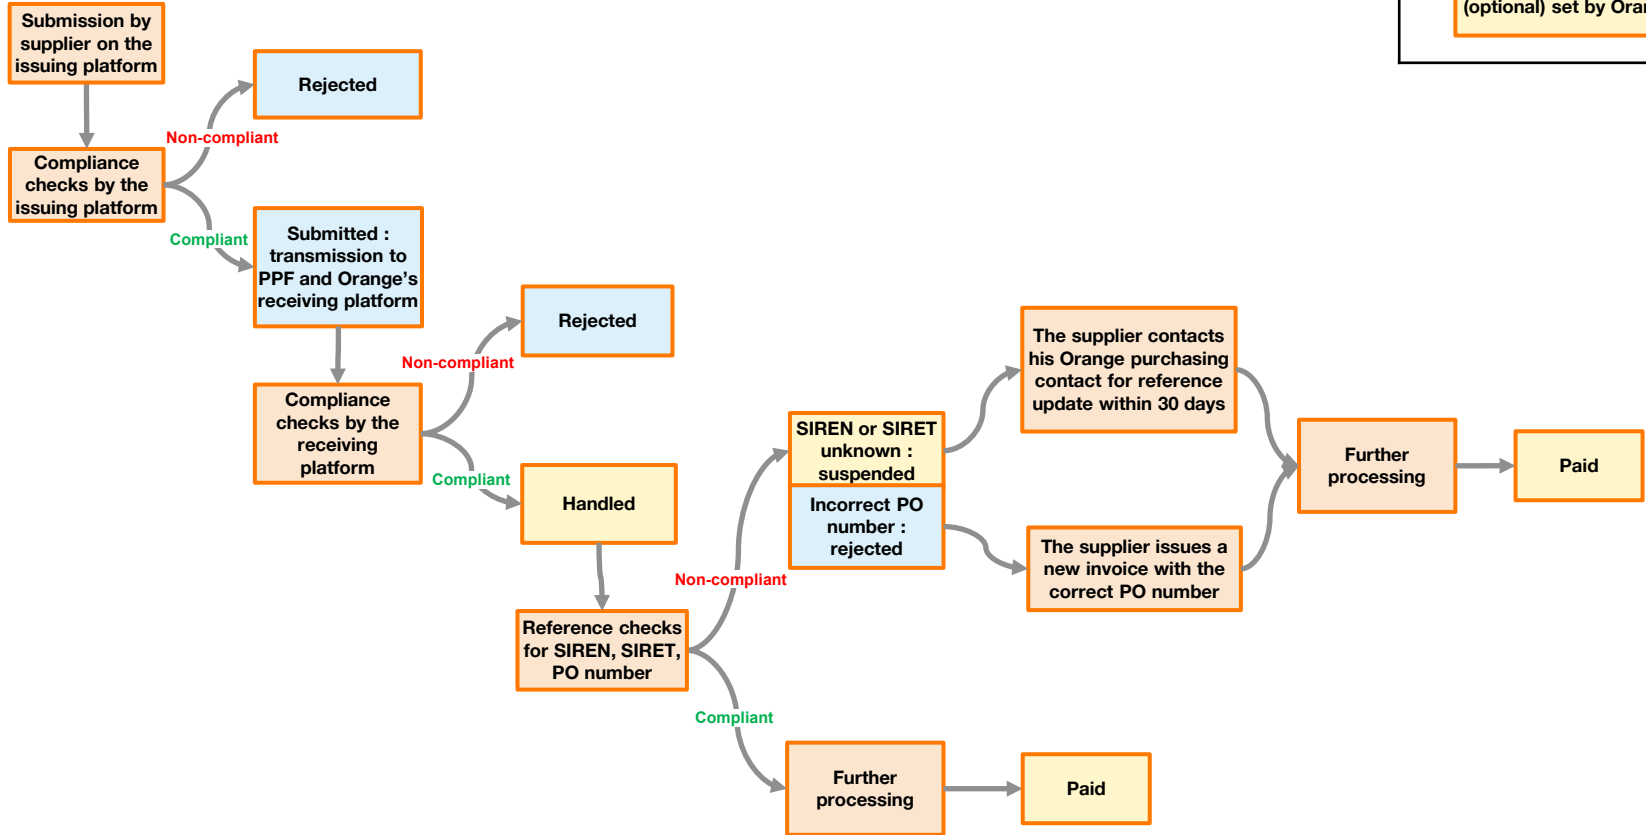 Submission by
supplier on the
issuing platform
(optional) set by
Rejected
Non-compliant
Compliance
checks by the
issuing platform
Compliant
Submitted :
transmission to
PPF and Orange's
receiving platform
Rejected
Non-compliant
Compliance
checks by the
receiving
platform
Compliant
Handled
The supplier contacts
his Orange purchasing
contact for reference
update within 30 days
SIREN or SIRET
unknown :
suspended
Incorrect PO
number :
rejected
Further
processing
Paid
The supplier issues a
new invoice with the
correct PO number
Non-compliant
Reference checks
for SIREN, SIRET,
PO number
Compliant
Further
processing
Paid